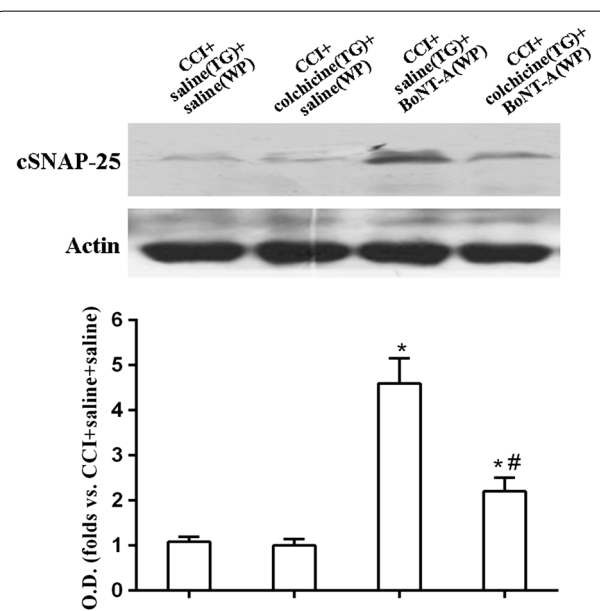 CCI+
saline(TG)+
saline(WP)
CCI+
colchicine(TG)+
saline(WP)
CCI+
saline(TG)+
BoNT-A(WP)
CCI+
colchicine(TG)+
BoNT-A(WP)
cSNAP-25
Actin
O.D. (folds vs. CCI+saline+saline)
6
5
4
3
2
1
0
*
*#